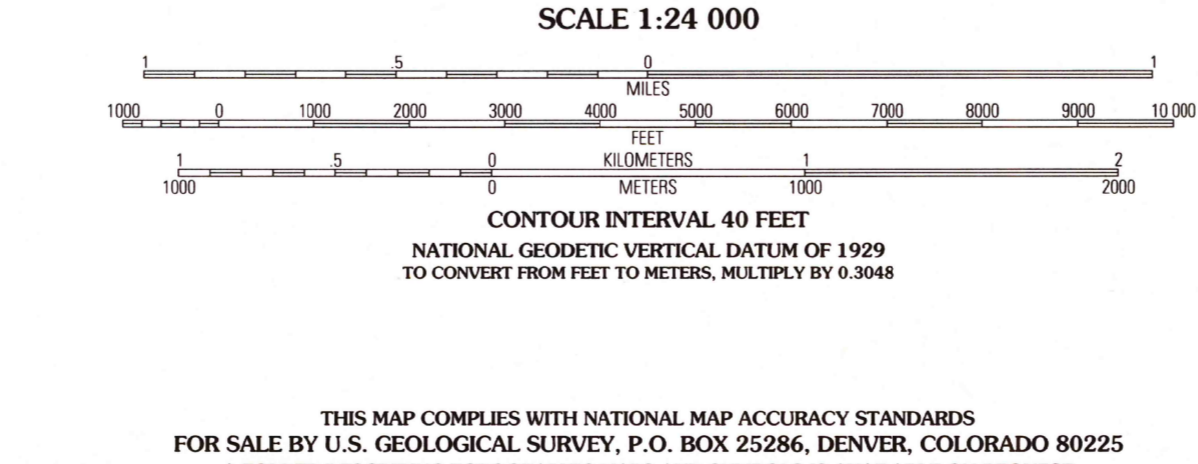 SCALE 1:24 000
1 .5 0 1
MILES
1000 0 1000 2000 3000 4000 5000 6000 7000 8000 9000 10 000
FEET
1 .5 0 KILOMETERS 1 2
1000 0 METERS 1000 2000
CONTOUR INTERVAL 40 FEET
NATIONAL GEODETIC VERTICAL DATUM OF 1929
TO CONVERT FROM FEET TO METERS, MULTIPLY BY 0.3048
THIS MAP COMPLIES WITH NATIONAL MAP ACCURACY STANDARDS
FOR SALE BY U.S. GEOLOGICAL SURVEY, P.O. BOX 25286, DENVER, COLORADO 80225